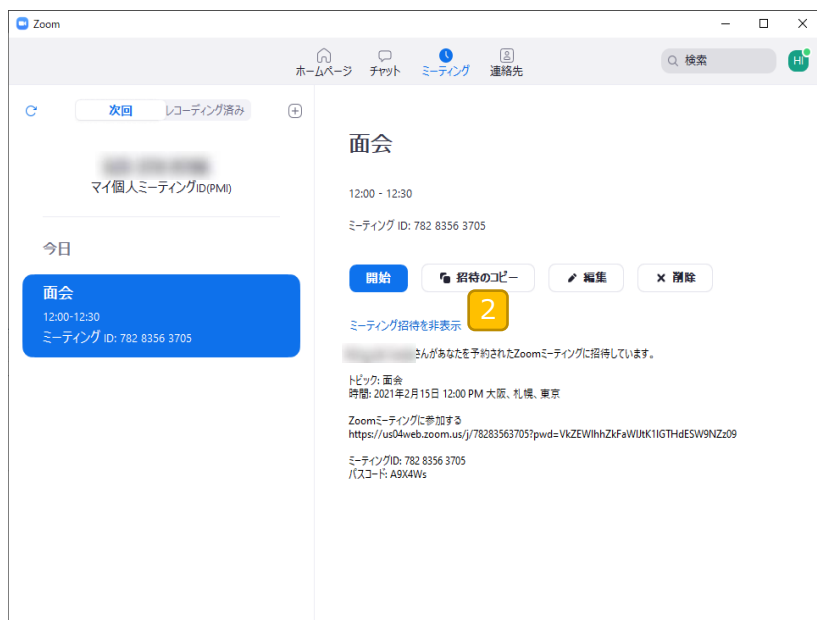 Zoom
ホームページ チャット ミーティング 連絡先
検索
HI
次回 レコーディング済み
マイ個人ミーティングID(PMI)
今日
面会
12:00-12:30
ミーティング ID: 782 8356 3705
面会
12:00 - 12:30
ミーティング ID: 782 8356 3705
開始 招待のコピー 編集 削除
2
ミーティング招待を非表示
さんがあなたを予約されたZoomミーティングに招待しています。
トピック: 面会
時間: 2021年2月15日 12:00 PM 大阪、札幌、東京
Zoomミーティングに参加する
https://us04web.zoom.us/j/78283563705?pwd=VkZEWlhhZkFaWUtK1IGTHdESW9NZz09
ミーティングID: 782 8356 3705
パスコード: A9X4Ws